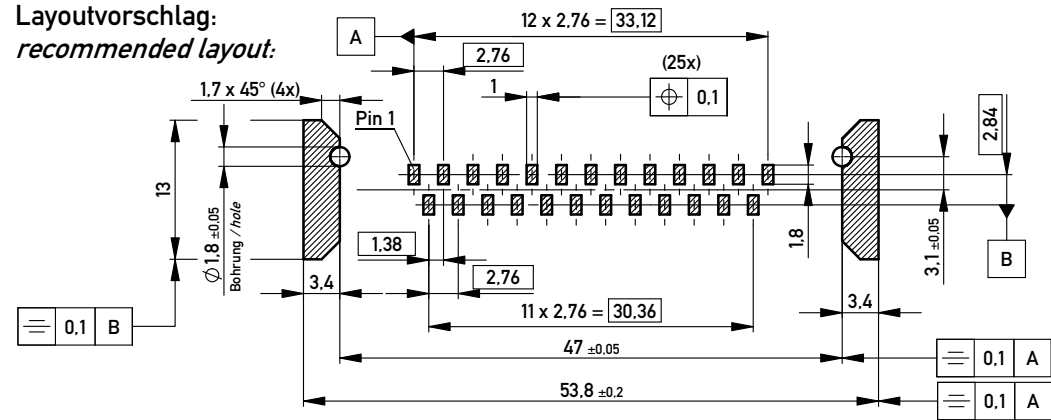 Layoutvorschlag:
recommended layout:
12 x 2,76 = 33,12
A
2,76
(25x)
1
0,1
1,7 x 45° (4x)
Pin 1
2,84
13
Ø 1,8 ±0.05
Bohrung / hole
1,8
3,1 ±0,05
B
1,38
3,4
2,76
3,4
0,1 B
11 x 2,76 = 30,36
47 ±0,05
0,1 A
53,8 ±0,2
0,1 A